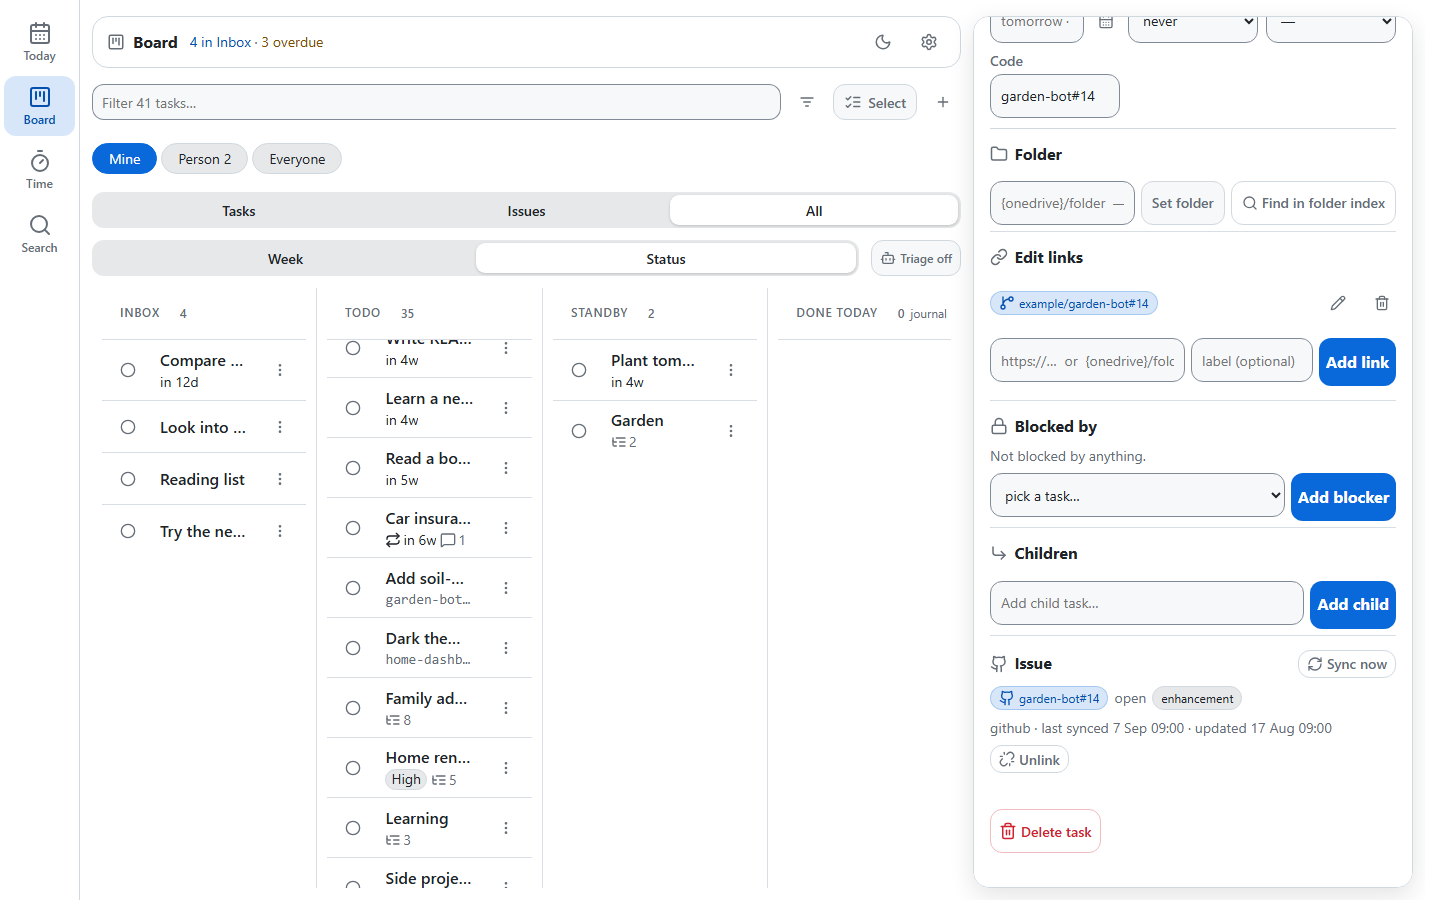 Today
Board
Time
Search
Board 4 in Inbox · 3 overdue
Filter 41 tasks...
Select
Mine Person 2 Everyone
Tasks Issues All
Week Status Triage off
INBOX 4
Compare ...
in 12d
Look into ...
Reading list
Try the ne...
TODO 35
in 4w
Learn a ne...
in 4w
Read a bo...
in 5w
Car insura...
in 6w 1
Add soil-...
garden-bot...
Dark the...
home-dashb...
Family ad...
8
Home ren...
High 5
Learning
3
Side proje...
STANDBY 2
Plant tom...
in 4w
Garden
2
DONE TODAY 0 journal
tomorrow · never —
Code
garden-bot#14
Folder
{onedrive}/folder — Set folder Find in folder index
Edit links
example/garden-bot#14
https://... or {onedrive}/folc label (optional) Add link
Blocked by
Not blocked by anything.
pick a task... Add blocker
Children
Add child task... Add child
Issue Sync now
garden-bot#14 open enhancement
github · last synced 7 Sep 09:00 · updated 17 Aug 09:00
Unlink
Delete task